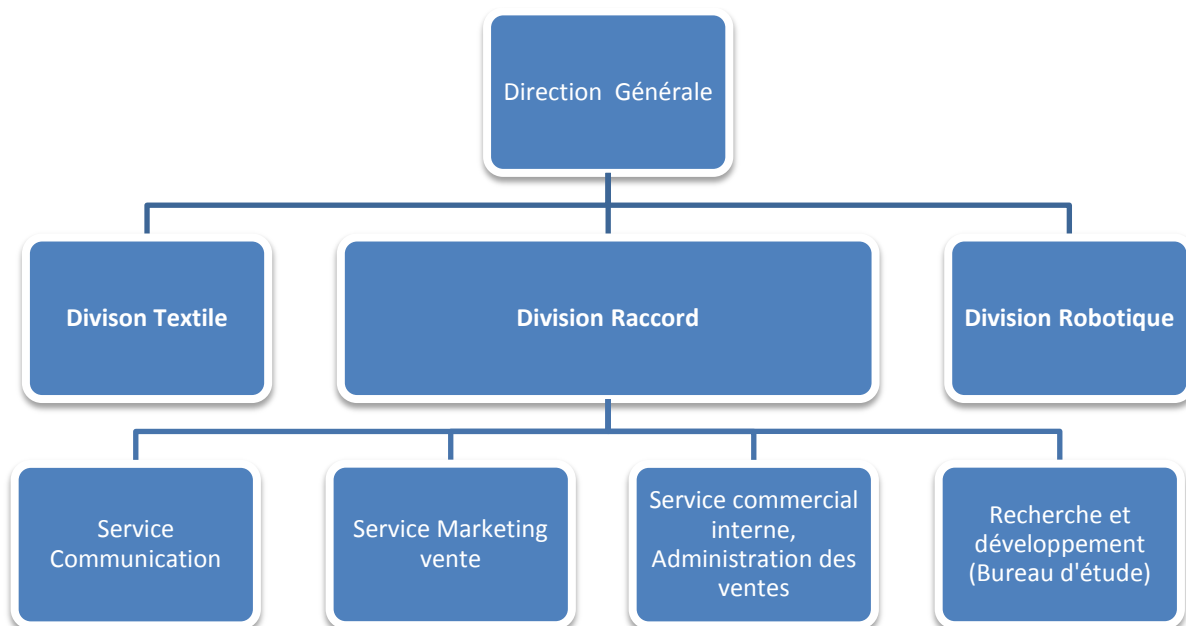 Direction Générale
Divison Textile
Division Raccord
Division Robotique
Service
Communication
Service Marketing
vente
Service commercial
interne,
Administration des
ventes
Recherche et
développement
(Bureau d'étude)